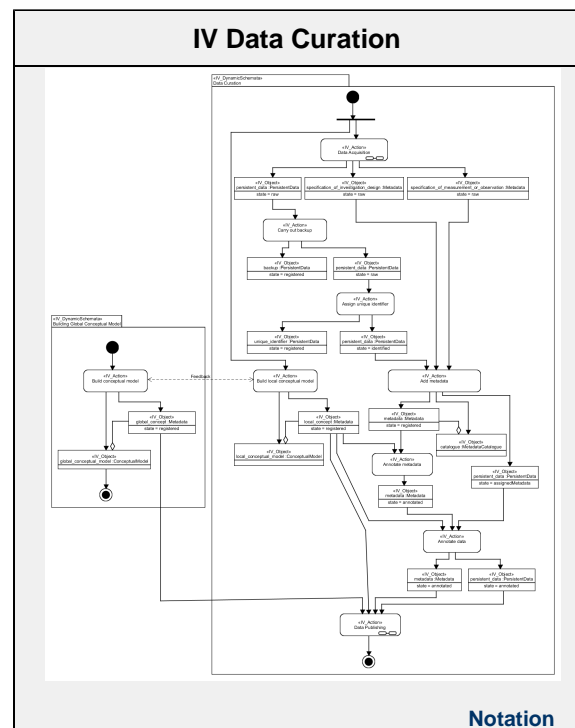 IV Data Curation
«IV_DynamicSchemata»
Data Curation
«IV_Action»
Data Acquisition
«IV_Object»
persistent_data :PersistentData
state = raw
«IV_Object»
specification_of_investigation_design :Metadata
state = raw
«IV_Object»
specification_of_measurement_or_observation :Metadata
state = raw
«IV_Action»
Carry out backup
«IV_Object»
backup :PersistentData
state = registered
«IV_Object»
persistent_data :PersistentData
state = raw
«IV_Action»
Assign unique identifier
«IV_Object»
unique_identifier :PersistentData
state = registered
«IV_Object»
persistent_data :PersistentData
state = identified
«IV_DynamicSchemata»
Building Global Conceptual Model
«IV_Action»
Build conceptual model
Feedback
«IV_Action»
Build local conceptual model
«IV_Action»
Add metadata
«IV_Object»
global_concept :Metadata
state = registered
«IV_Object»
local_concept :Metadata
state = registered
«IV_Object»
metadata :Metadata
state = registered
«IV_Object»
catalogue :MetadataCatalogue
«IV_Object»
global_conceptual_model :ConceptualModel
«IV_Object»
local_conceptual_model :ConceptualModel
«IV_Action»
Annotate metadata
«IV_Object»
persistent_data :PersistentData
state = assignedMetadata
«IV_Object»
metadata :Metadata
state = annotated
«IV_Action»
Annotate data
«IV_Object»
metadata :Metadata
state = annotated
«IV_Object»
persistent_data :PersistentData
state = annotated
«IV_Action»
Data Publishing
Notation